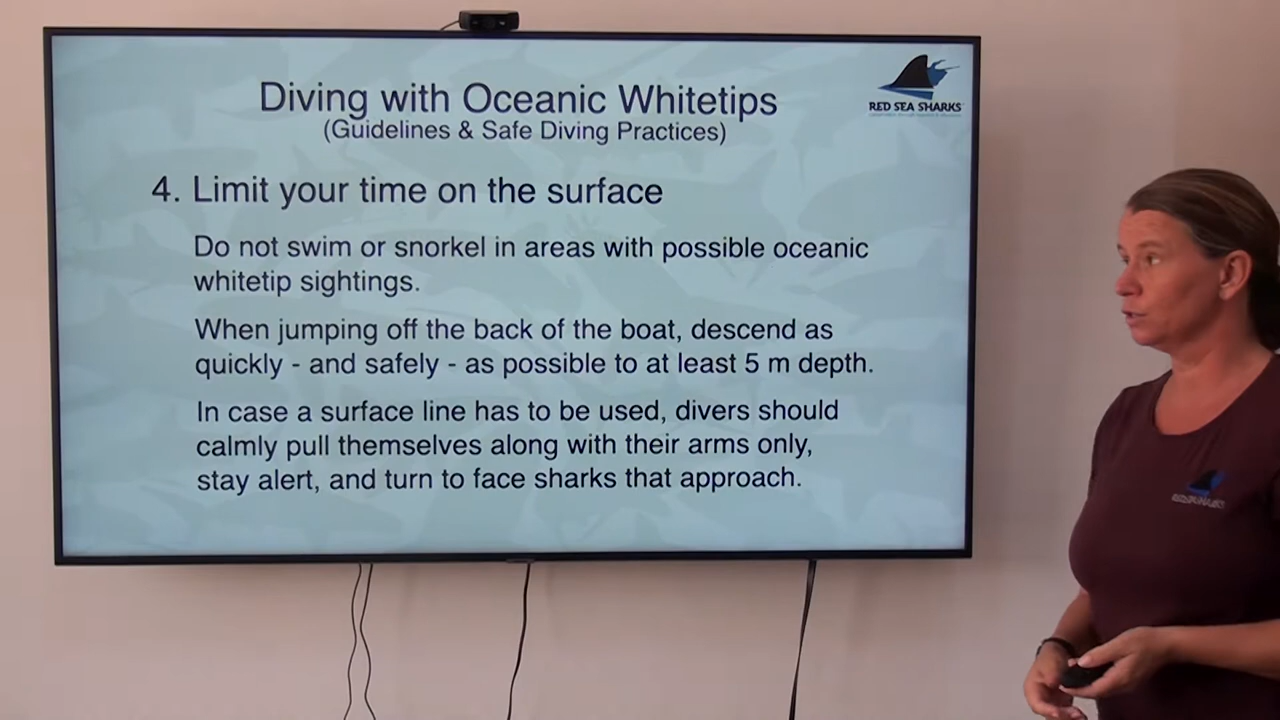 Diving with Oceanic Whitetips
(Guidelines & Safe Diving Practices)
RED SEA SHARKS
4. Limit your time on the surface
Do not swim or snorkel in areas with possible oceanic
whitetip sightings.
When jumping off the back of the boat, descend as
quickly - and safely - as possible to at least 5 m depth.
In case a surface line has to be used, divers should
calmly pull themselves along with their arms only,
stay alert, and turn to face sharks that approach.